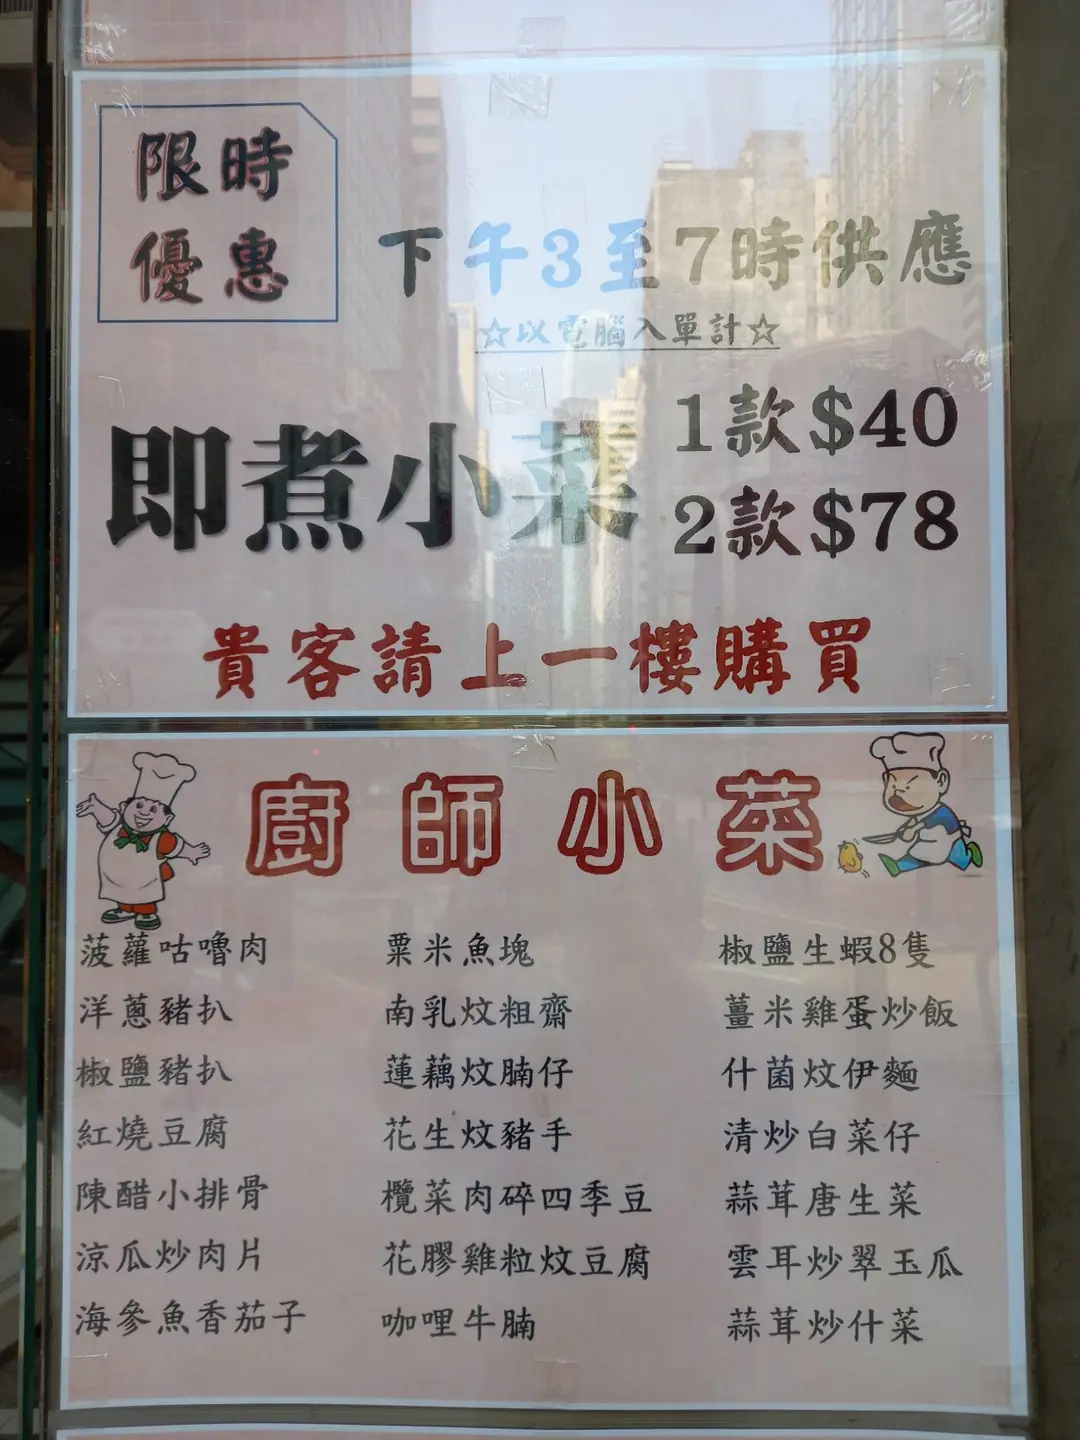 限時
優惠
下午3至7時供應
☆以電腦入單計☆
即煮小菜
1款$40
2款$78
貴客請上一樓購買
廚師小菜
菠蘿咕嚕肉
洋蔥豬扒
椒鹽豬扒
紅燒豆腐
陳醋小排骨
涼瓜炒肉片
海參魚香茄子
粟米魚塊
南乳炆粗齋
蓮藕炆腩仔
花生炆豬手
欖菜肉碎四季豆
花膠雞粒炆豆腐
咖哩牛腩
椒鹽生蝦8隻
薑米雞蛋炒飯
什菌炆伊麵
清炒白菜仔
蒜茸唐生菜
雲耳炒翠玉瓜
蒜茸炒什菜